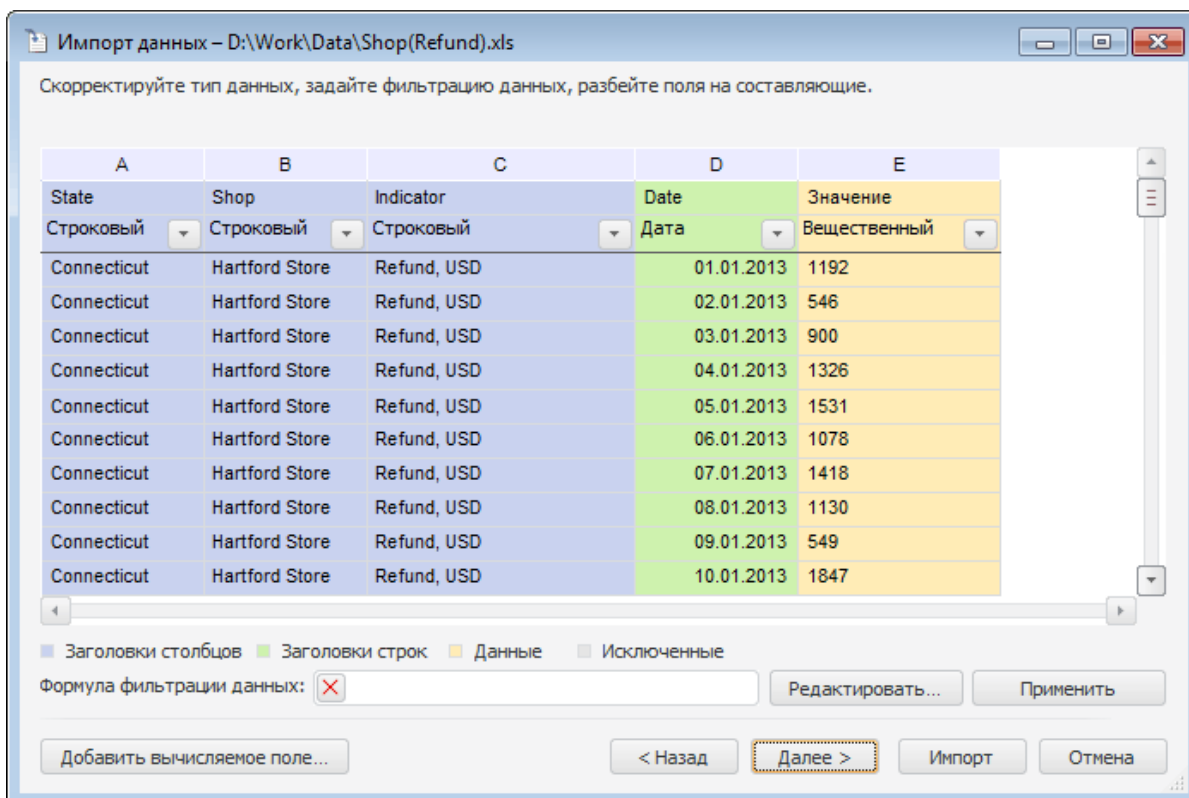 Импорт данных – D:\Work\Data\Shop(Refund).xls
Скорректируйте тип данных, задайте фильтрацию данных, разбейте поля на составляющие.
A B C D E
State Shop Indicator Date Значение
Строковый Строковый Строковый Дата Вещественный
Connecticut Hartford Store Refund, USD 01.01.2013 1192
Connecticut Hartford Store Refund, USD 02.01.2013 546
Connecticut Hartford Store Refund, USD 03.01.2013 900
Connecticut Hartford Store Refund, USD 04.01.2013 1326
Connecticut Hartford Store Refund, USD 05.01.2013 1531
Connecticut Hartford Store Refund, USD 06.01.2013 1078
Connecticut Hartford Store Refund, USD 07.01.2013 1418
Connecticut Hartford Store Refund, USD 08.01.2013 1130
Connecticut Hartford Store Refund, USD 09.01.2013 549
Connecticut Hartford Store Refund, USD 10.01.2013 1847
Заголовки столбцов Заголовки строк Данные Исключенные
Формула фильтрации данных: Редактировать... Применить
Добавить вычисляемое поле... < Назад Далее > Импорт Отмена